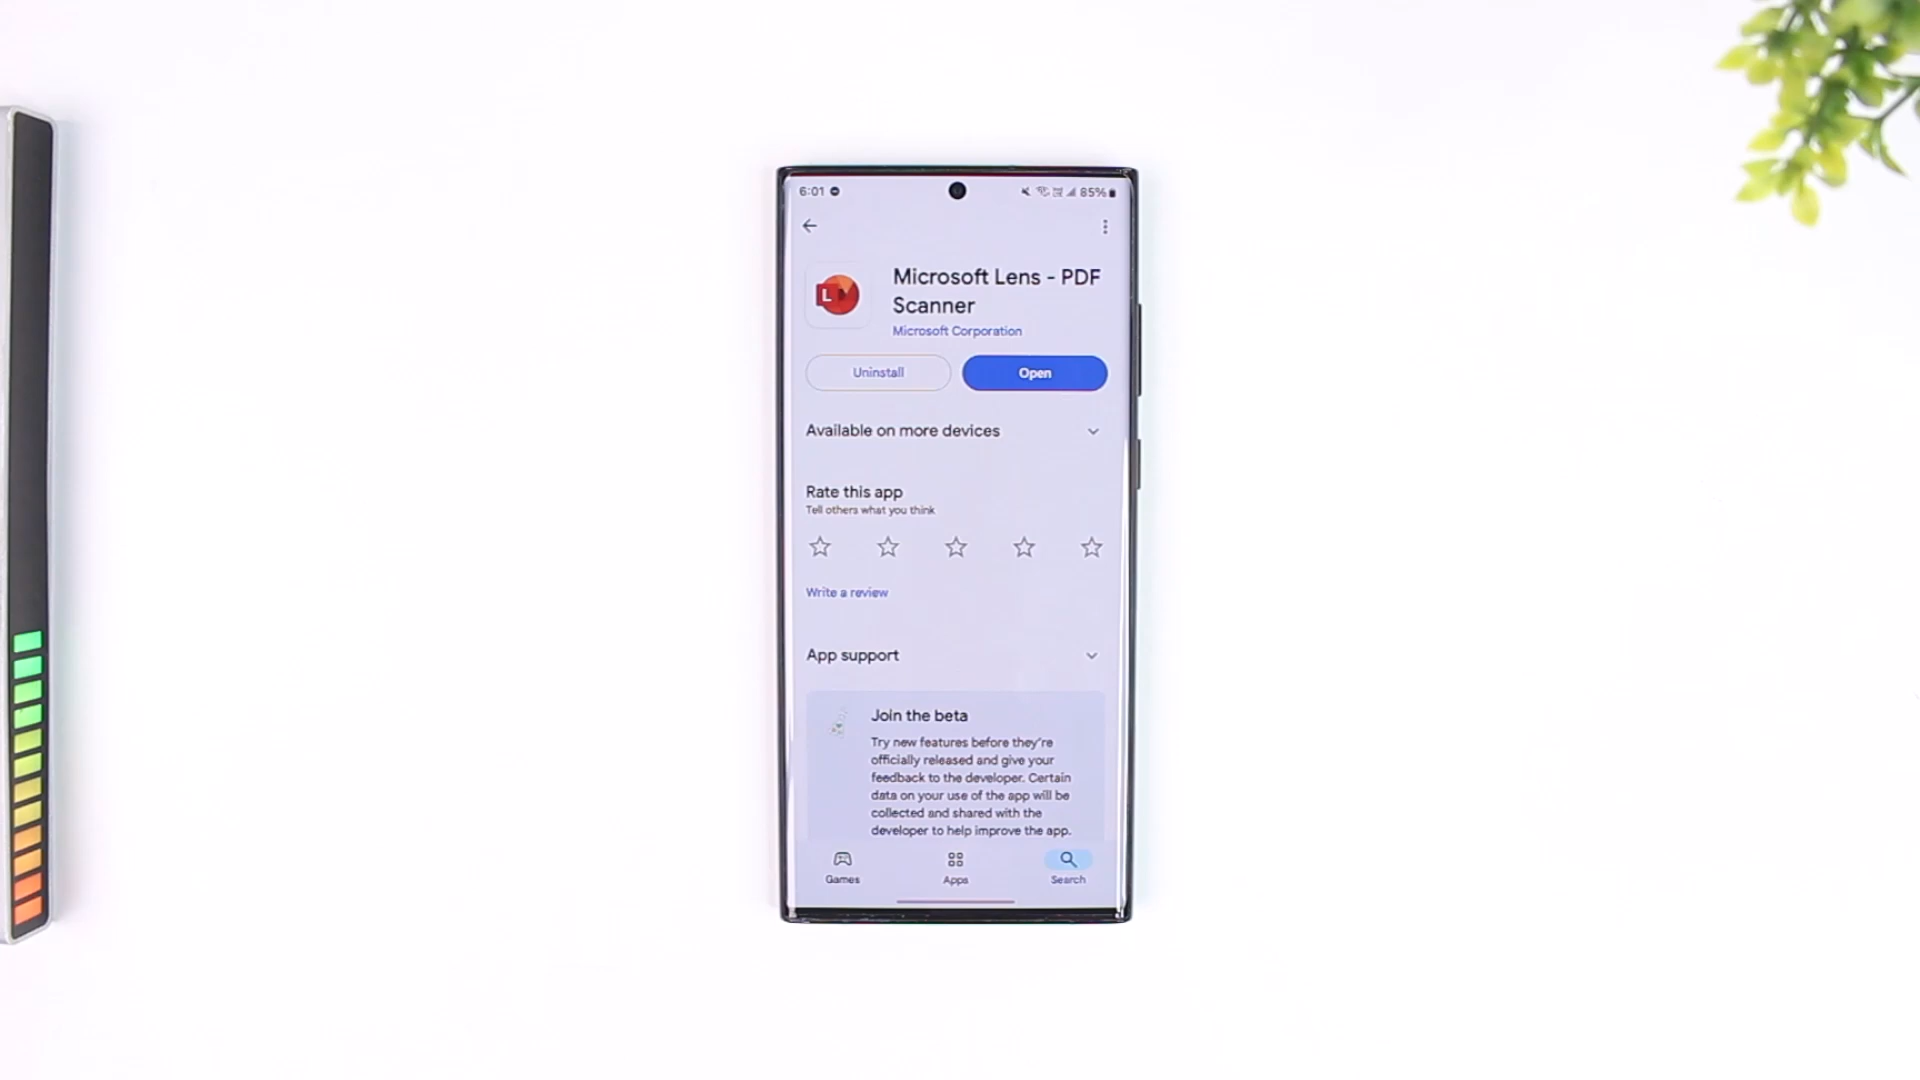 6:01
85%
Microsoft Lens - PDF
Scanner
Microsoft Corporation
L
Uninstall
Open
Available on more devices
Rate this app
Tell others what you think
Write a review
App support
Join the beta
Try new features before they're
officially released and give your
feedback to the developer. Certain
data on your use of the app will be
collected and shared with the
developer to help improve the app.
Games
Apps
Search